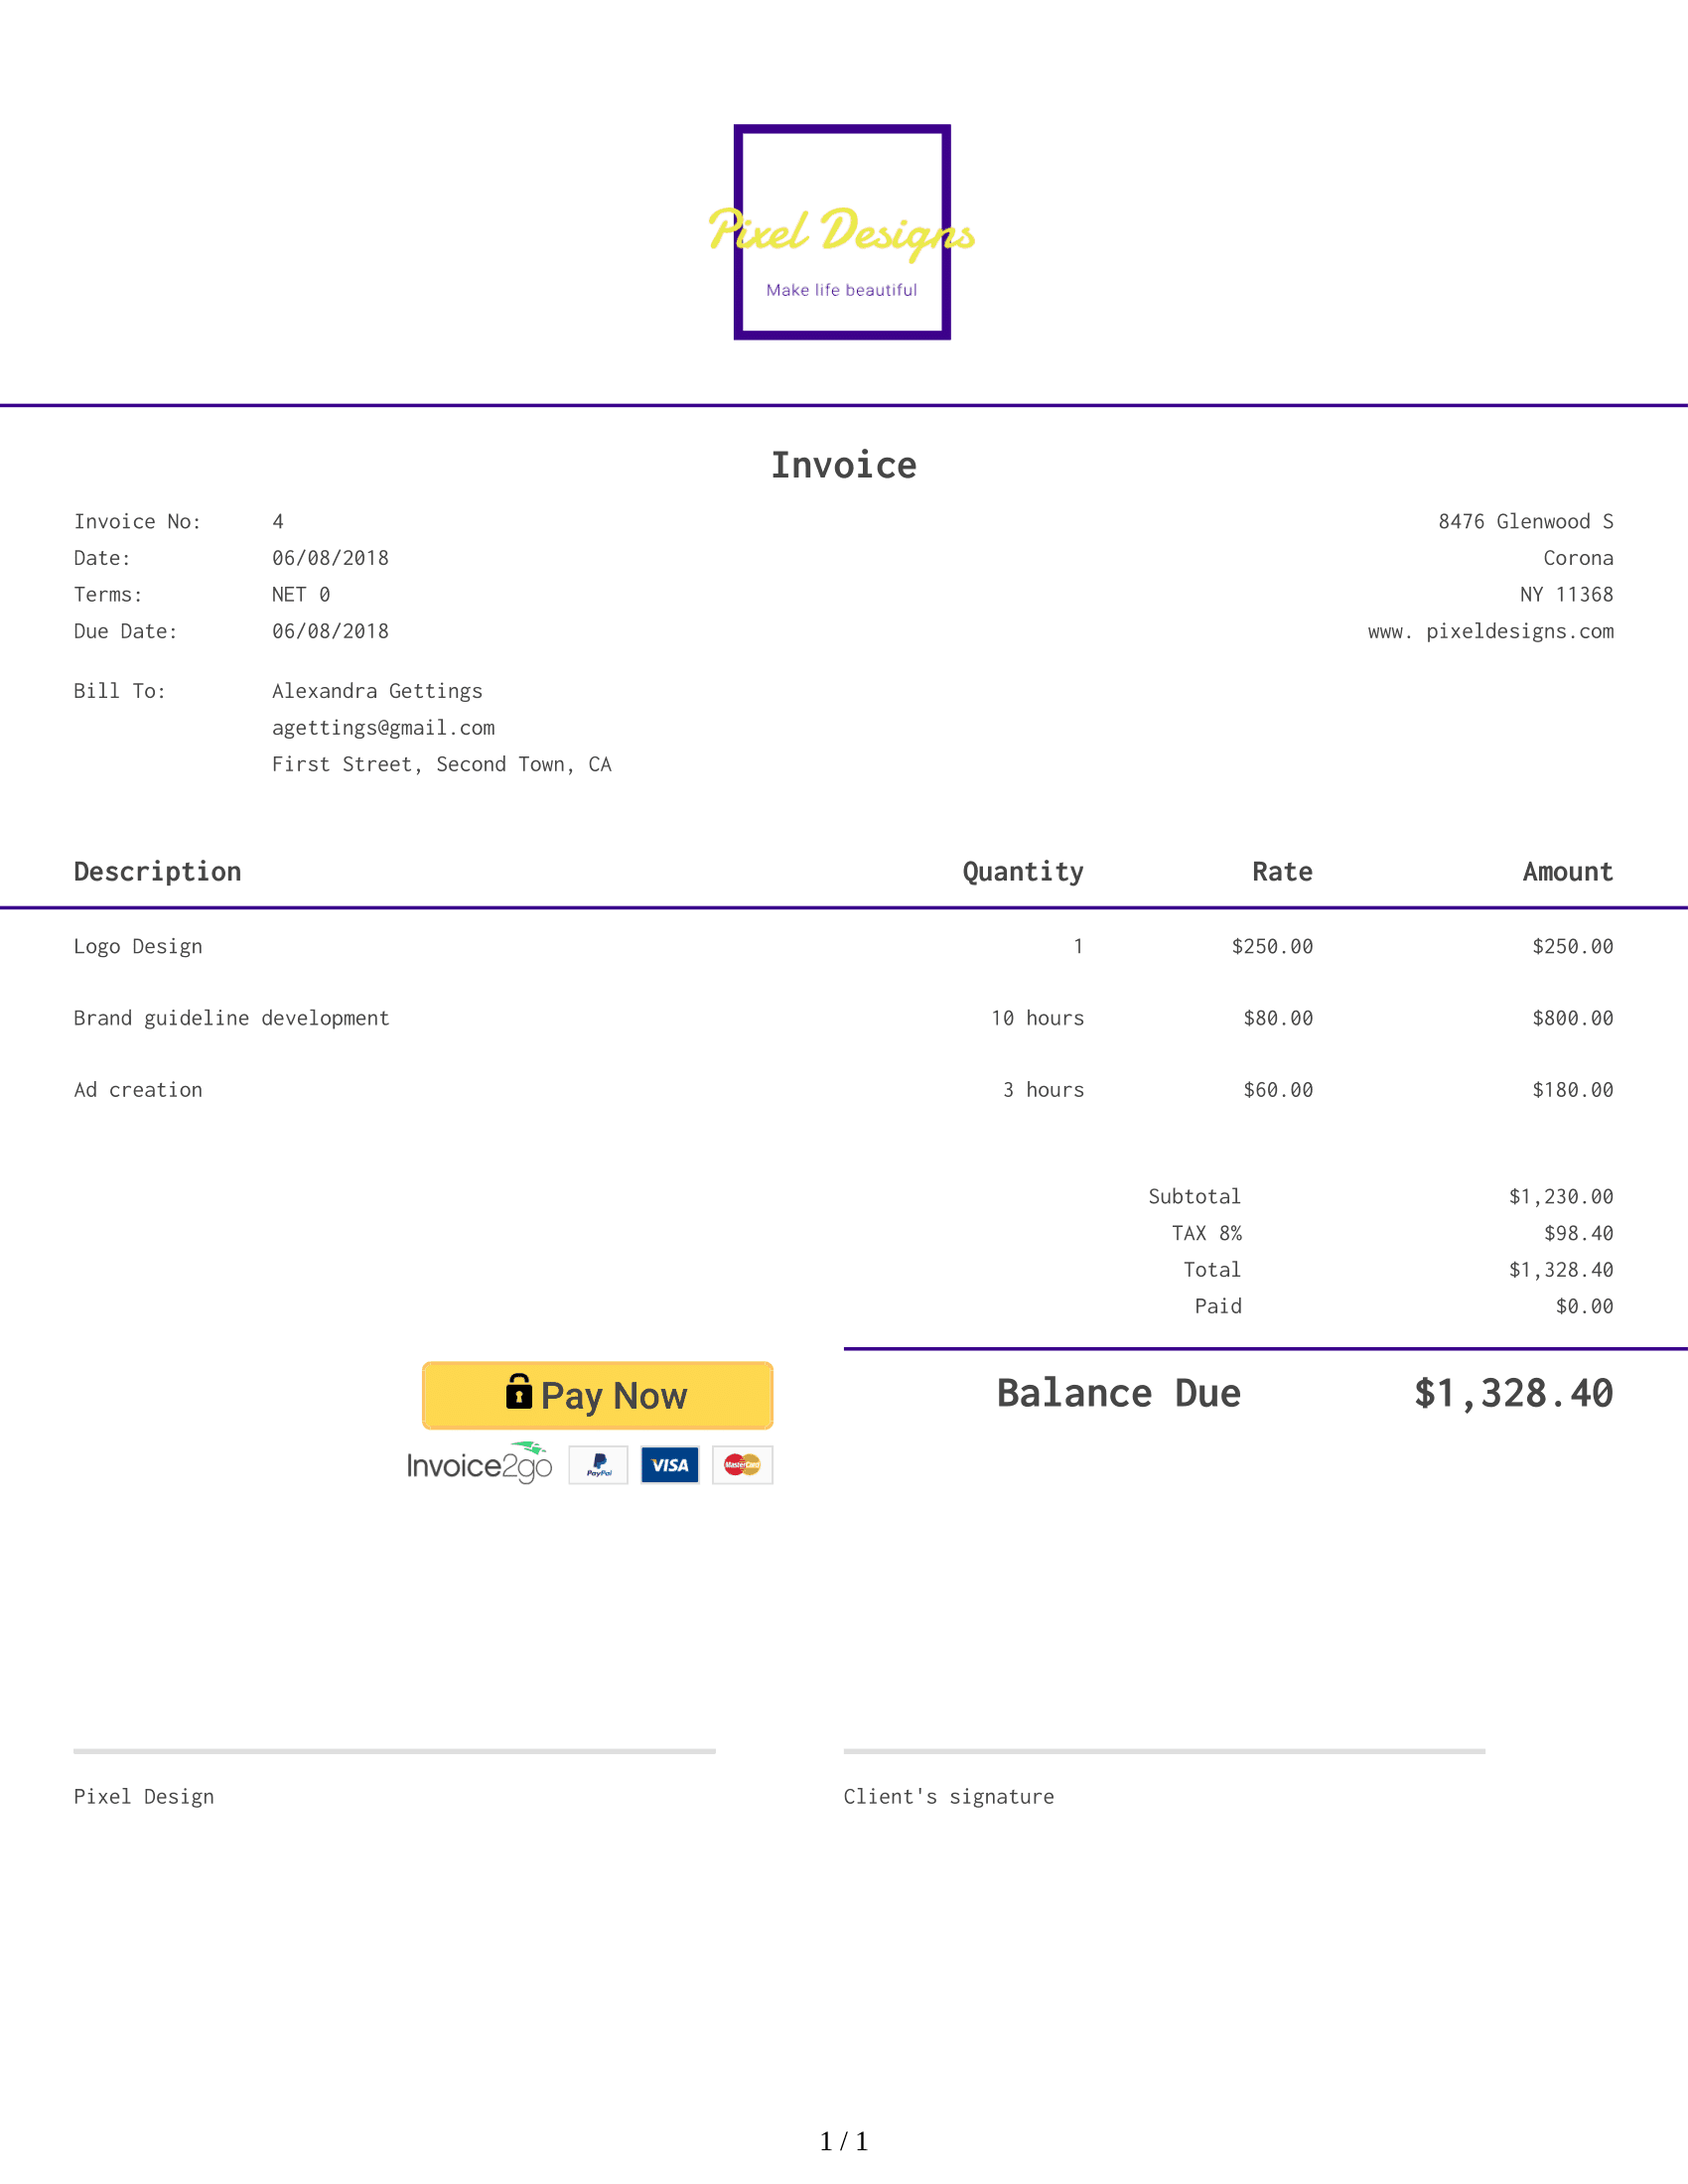 Pixel Designs
Make life beautiful
Invoice
Invoice No: 4 8476 Glenwood S
Date: 06/08/2018 Corona
Terms: NET 0 NY 11368
Due Date: 06/08/2018 www. pixeldesigns.com
Bill To: Alexandra Gettings
agettings@gmail.com
First Street, Second Town, CA
Description Quantity Rate Amount
Logo Design 1 $250.00 $250.00
Brand guideline development 10 hours $80.00 $800.00
Ad creation 3 hours $60.00 $180.00
Subtotal $1,230.00
TAX 8% $98.40
Total $1,328.40
Paid $0.00
Pay Now Balance Due $1,328.40
Invoice2go PayPal VISA MasterCard
Pixel Design Client's signature
1 / 1